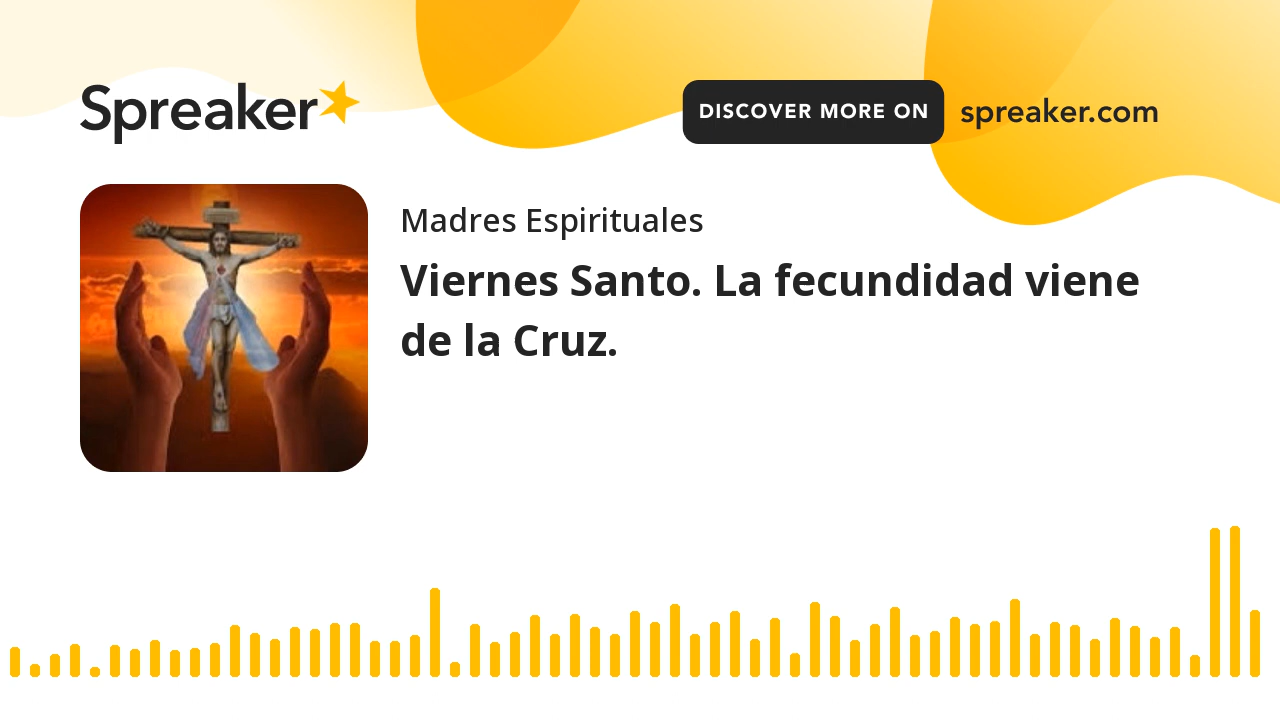 Spreaker
DISCOVER MORE ON spreaker.com
Madres Espirituales
Viernes Santo. La fecundidad viene
de la Cruz.